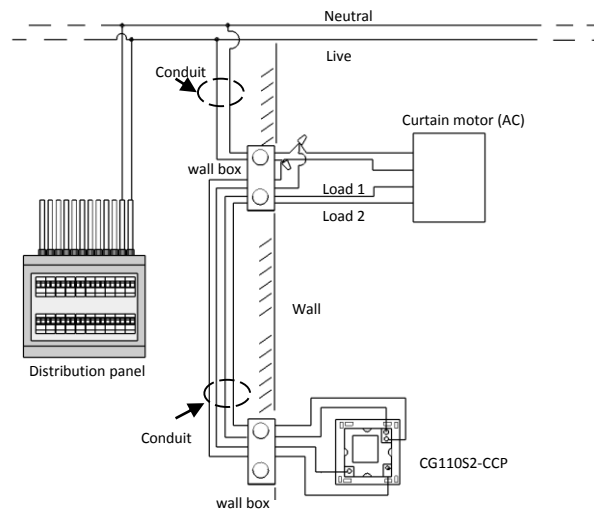 Neutral
Live
Conduit
Curtain motor (AC)
wall box
Load 1
Load 2
Wall
Distribution panel
Conduit
CG110S2-CCP
wall box